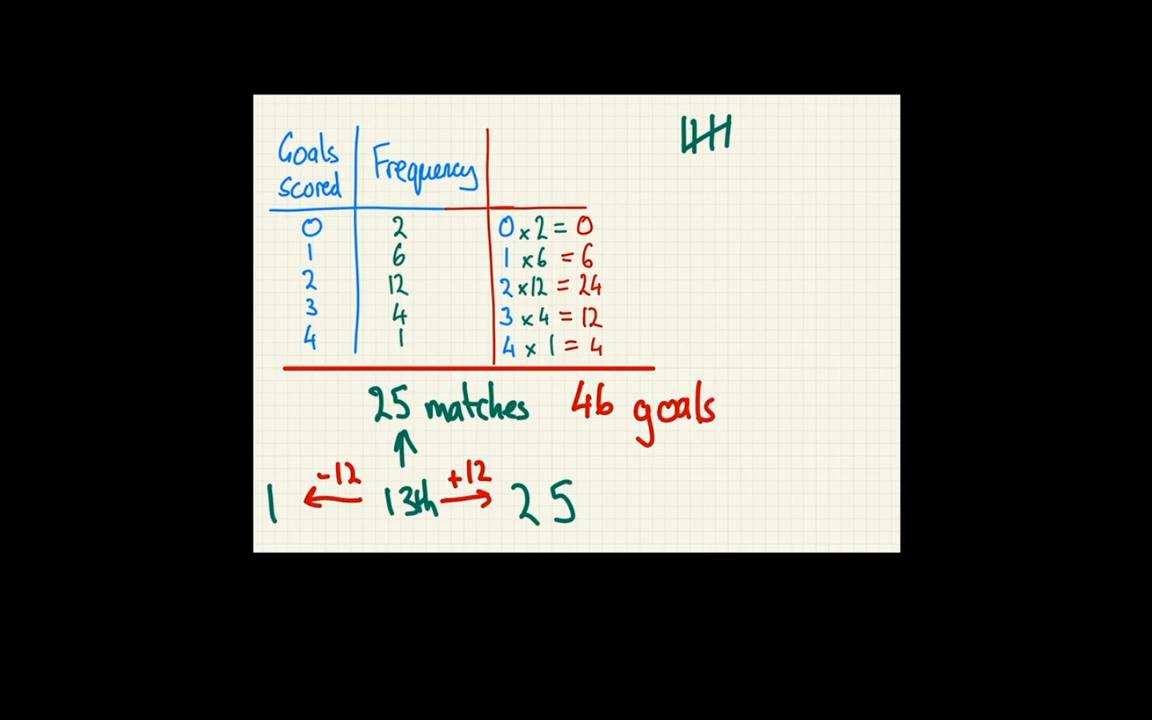 Goals scored Frequency
0 2 0 × 2 = 0
1 6 1 × 6 = 6
2 12 2 × 12 = 24
3 4 3 × 4 = 12
4 1 4 × 1 = 4
25 matches 46 goals
-12 +12
1 13th 25